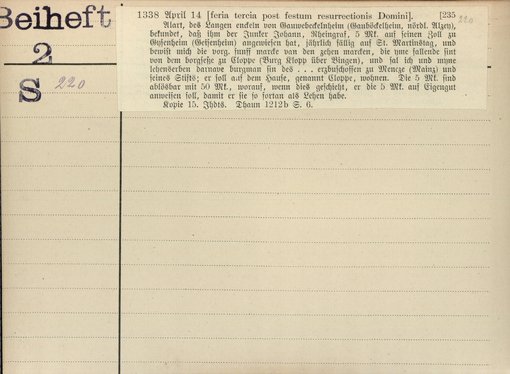 Beiheft
2
S 220
1338 April 14 [feria tercia post festum resurrectionis Domini]. [235 220
Alart, des Langen enckeln von Gauwebeckelnheim (Gauböckelheim, nördl. Alzey),
bekundet, daß ihm der Junker Johann, Rheingraf, 5 Mk. auf seinen Zoll zu
Gysenheim (Geisenheim) angewiesen hat, jährlich fällig auf St. Martinstag, und
bewist mich die vorg. funff marcke van den zehen marcken, die yme fallende sint
von dem borgseße zu Cloppe (Burg Klopp über Bingen), und sal ich und myne
lehenserben darnave burgman sin des . . . erzbuschoffen zu Mencze (Mainz) und
seines Stifts; er soll auf dem Hause, genannt Cloppe, wohnen. Die 5 Mk. sind
ablösbar mit 50 Mk., worauf, wenn dies geschieht, er die 5 Mk. auf Eigengut
anweisen soll, damit er sie so fortan als Lehen habe.
Kopie 15. Jhdts. Dhaun 1212b S. 6.